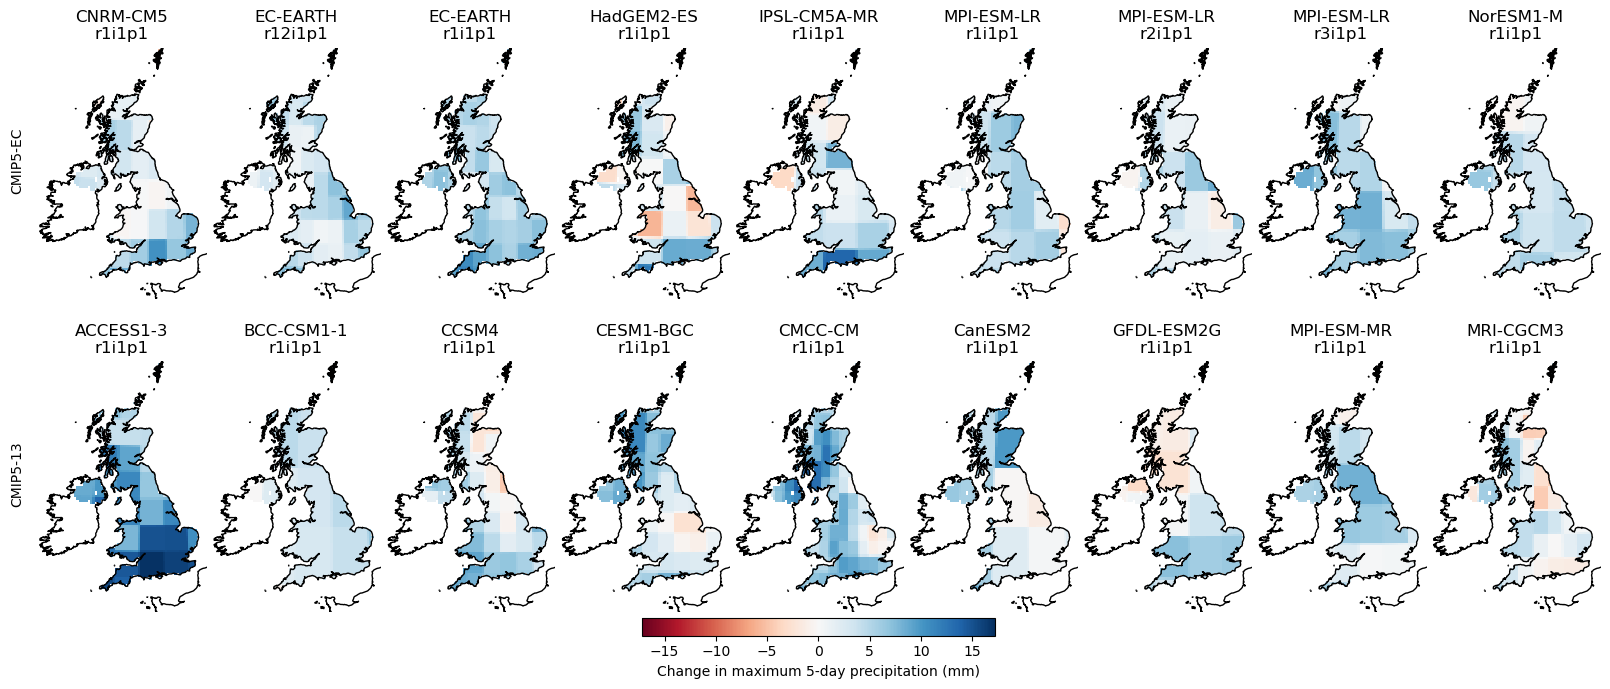 CNRM-CM5
r1i1p1
EC-EARTH
r12i1p1
EC-EARTH
r1i1p1
HadGEM2-ES
r1i1p1
IPSL-CM5A-MR
r1i1p1
MPI-ESM-LR
r1i1p1
MPI-ESM-LR
r2i1p1
MPI-ESM-LR
r3i1p1
NorESM1-M
r1i1p1
CMIP5-EC
ACCESS1-3
r1i1p1
BCC-CSM1-1
r1i1p1
CCSM4
r1i1p1
CESM1-BGC
r1i1p1
CMCC-CM
r1i1p1
CanESM2
r1i1p1
GFDL-ESM2G
r1i1p1
MPI-ESM-MR
r1i1p1
MRI-CGCM3
r1i1p1
CMIP5-13
−15 −10 −5 0 5 10 15
Change in maximum 5-day precipitation (mm)